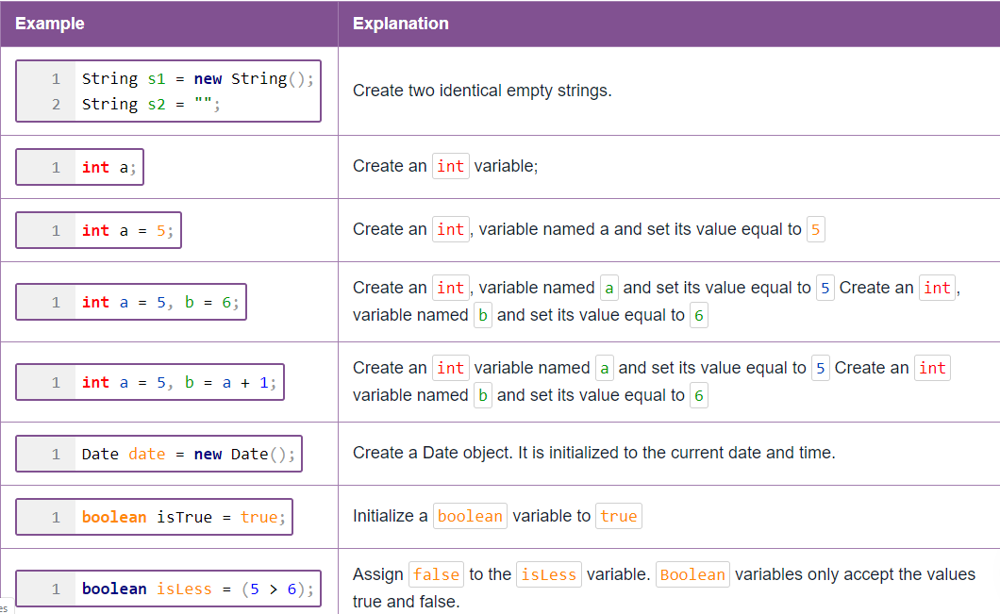 Example Explanation
1 String s1 = new String();
2 String s2 = "";
Create two identical empty strings.
1 int a;
Create an int variable;
1 int a = 5;
Create an int, variable named a and set its value equal to 5
1 int a = 5, b = 6;
Create an int, variable named a and set its value equal to 5 Create an int,
variable named b and set its value equal to 6
1 int a = 5, b = a + 1;
Create an int variable named a and set its value equal to 5 Create an int
variable named b and set its value equal to 6
1 Date date = new Date();
Create a Date object. It is initialized to the current date and time.
1 boolean isTrue = true;
Initialize a boolean variable to true
1 boolean isLess = (5 > 6);
Assign false to the isLess variable. Boolean variables only accept the values
true and false.
es